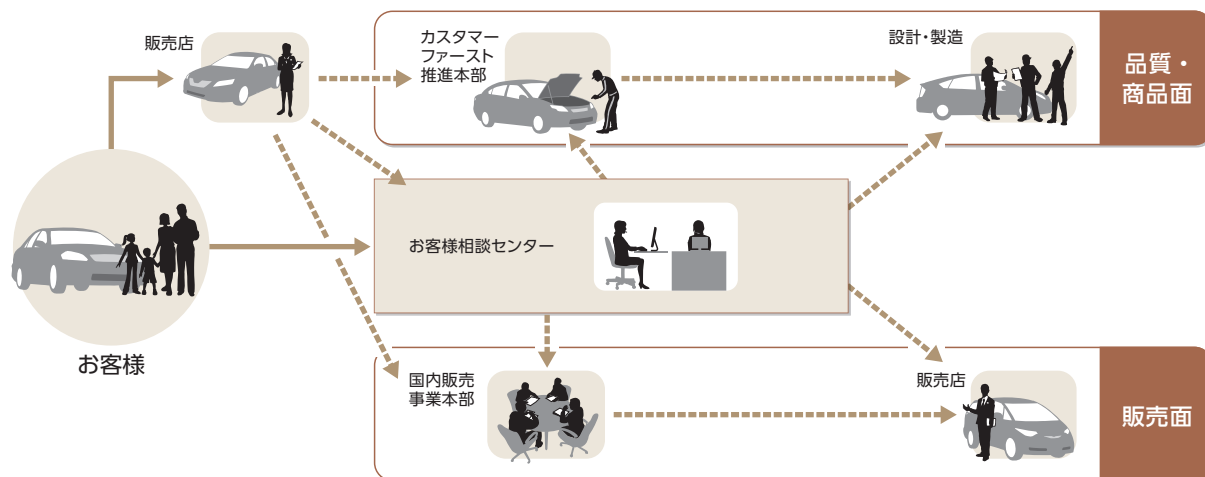 販売店
カスタマー
ファースト
推進本部
設計・製造
品質・
商品面
お客様相談センター
お客様
国内販売
事業本部
販売店
販売面